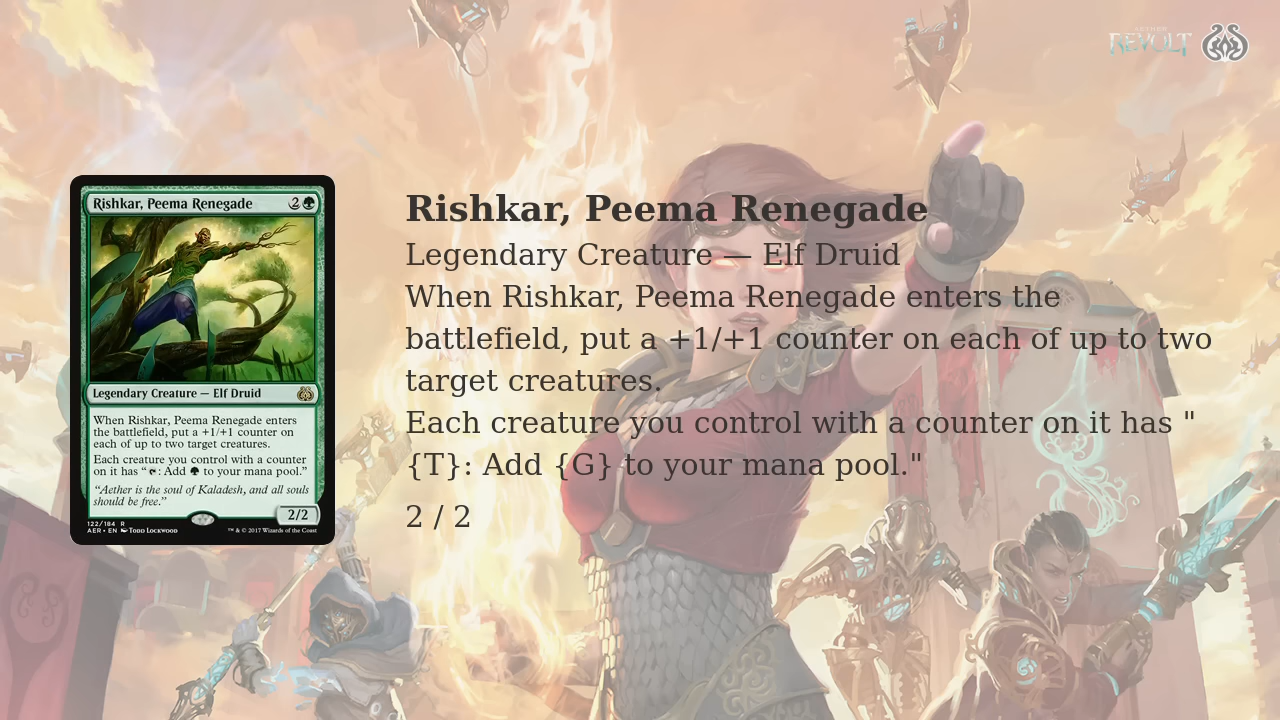 AETHER
REVOLT
Rishkar, Peema Renegade 2
Legendary Creature — Elf Druid
When Rishkar, Peema Renegade enters
the battlefield, put a +1/+1 counter on
each of up to two target creatures.
Each creature you control with a counter
on it has “ : Add to your mana pool.”
“Aether is the soul of Kaladesh, and all souls
should be free.”
2/2
122/184 R
AER • EN Todd Lockwood
™ & © 2017 Wizards of the Coast
Rishkar, Peema Renegade
Legendary Creature — Elf Druid
When Rishkar, Peema Renegade enters the
battlefield, put a +1/+1 counter on each of up to two
target creatures.
Each creature you control with a counter on it has "
{T}: Add {G} to your mana pool."
2 / 2